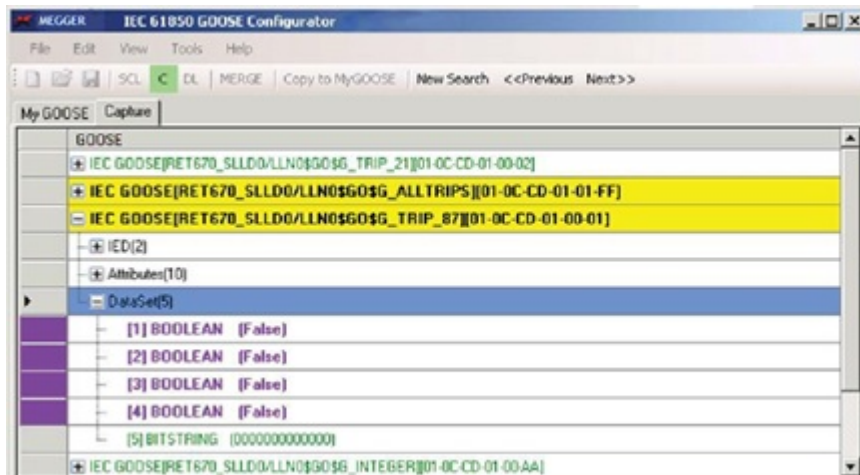 MEGGER IEC 61850 GOOSE Configurator
File Edit View Tools Help
SCL C DL MERGE Copy to MyGOOSE New Search <<Previous Next>>
My GOOSE Capture
GOOSE
IEC GOOSE[RET670_SLLD0/LLN0$GO$G_TRIP_21][01-0C-CD-01-00-02]
IEC GOOSE[RET670_SLLD0/LLN0$GO$G_ALLTRIPS][01-0C-CD-01-01-FF]
IEC GOOSE[RET670_SLLD0/LLN0$GO$G_TRIP_87][01-0C-CD-01-00-01]
IED(2)
Attributes(10)
DataSet(5)
[1] BOOLEAN (False)
[2] BOOLEAN (False)
[3] BOOLEAN (False)
[4] BOOLEAN (False)
[5] BITSTRING (0000000000000)
IEC GOOSE[RET670_SLLD0/LLN0$GO$G_INTEGER][01-0C-CD-01-00-AA]